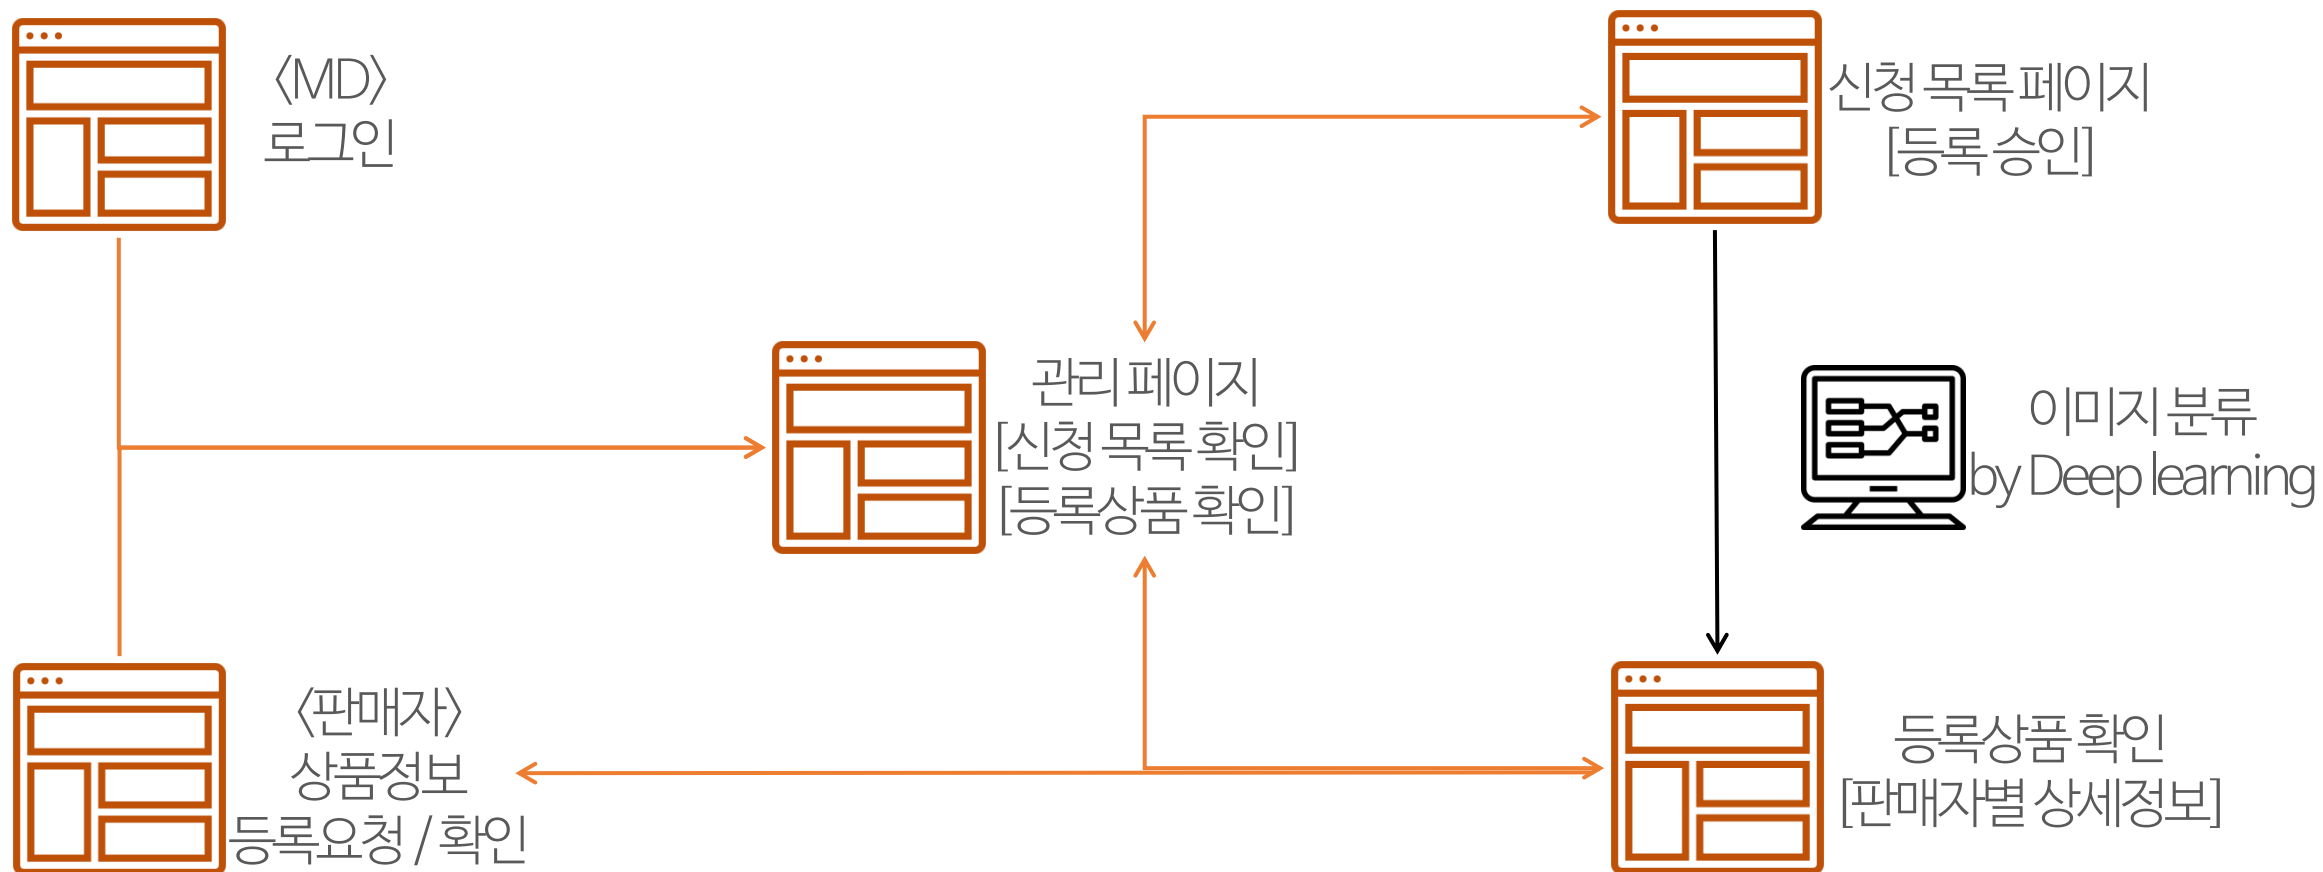 <MD>
로그인
신청 목록 페이지
[등록 승인]
관리 페이지
[신청 목록 확인]
[등록상품 확인]
이미지 분류
by Deep learning
<판매자>
상품정보
등록요청 / 확인
등록상품 확인
[판매자별 상세정보]